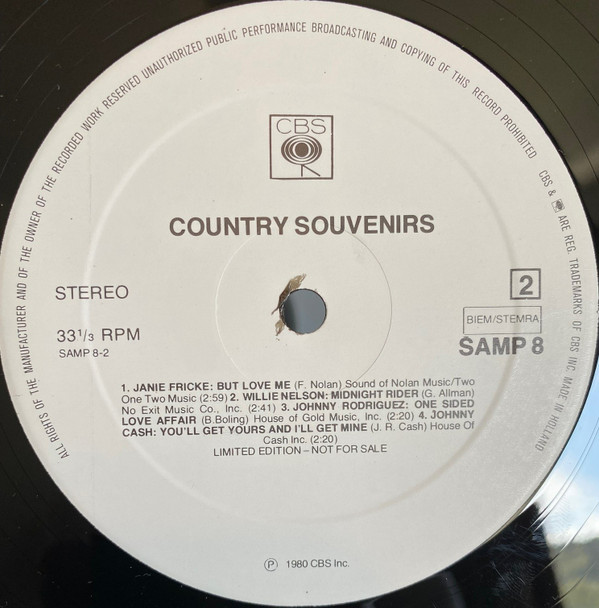 ALL RIGHTS OF THE MANUFACTURER AND OF THE OWNER OF THE RECORDED WORK RESERVED UNAUTHORIZED PUBLIC PERFORMANCE BROADCASTING AND COPYING OF THIS RECORD PROHIBITED CBS & ARE REG. TRADEMARKS OF CBS INC. MADE IN HOLLAND
CBS
COUNTRY SOUVENIRS
STEREO
2
33 1/3 RPM
BIEM/STEMRA
SAMP 8-2
SAMP 8
1. JANIE FRICKE: BUT LOVE ME (F. Nolan) Sound of Nolan Music/Two
One Two Music (2:59) 2. WILLIE NELSON: MIDNIGHT RIDER (G. Allman)
No Exit Music Co., Inc. (2:41) 3. JOHNNY RODRIGUEZ: ONE SIDED
LOVE AFFAIR (B.Boling) House of Gold Music, Inc. (2:20) 4. JOHNNY
CASH: YOU'LL GET YOURS AND I'LL GET MINE (J. R. Cash) House Of
Cash Inc. (2:20)
LIMITED EDITION – NOT FOR SALE
Ⓟ 1980 CBS Inc.